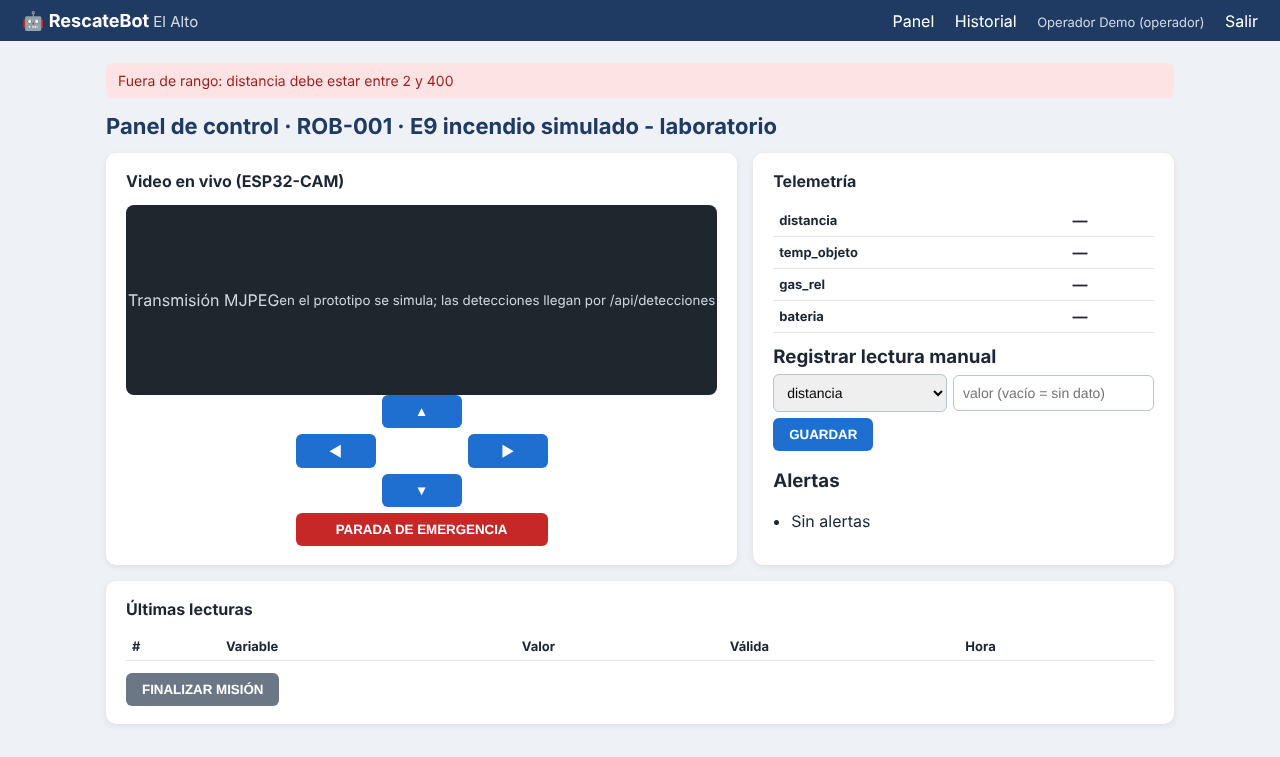 🤖 RescateBot El Alto
Panel Historial Operador Demo (operador) Salir
Fuera de rango: distancia debe estar entre 2 y 400
Panel de control · ROB-001 · E9 incendio simulado - laboratorio
Video en vivo (ESP32-CAM)
Transmisión MJPEGen el prototipo se simula; las detecciones llegan por /api/detecciones
▲
◀ ▶
▼
PARADA DE EMERGENCIA
Telemetría
distancia —
temp_objeto —
gas_rel —
bateria —
Registrar lectura manual
distancia valor (vacío = sin dato)
GUARDAR
Alertas
• Sin alertas
Últimas lecturas
# Variable Valor Válida Hora
FINALIZAR MISIÓN